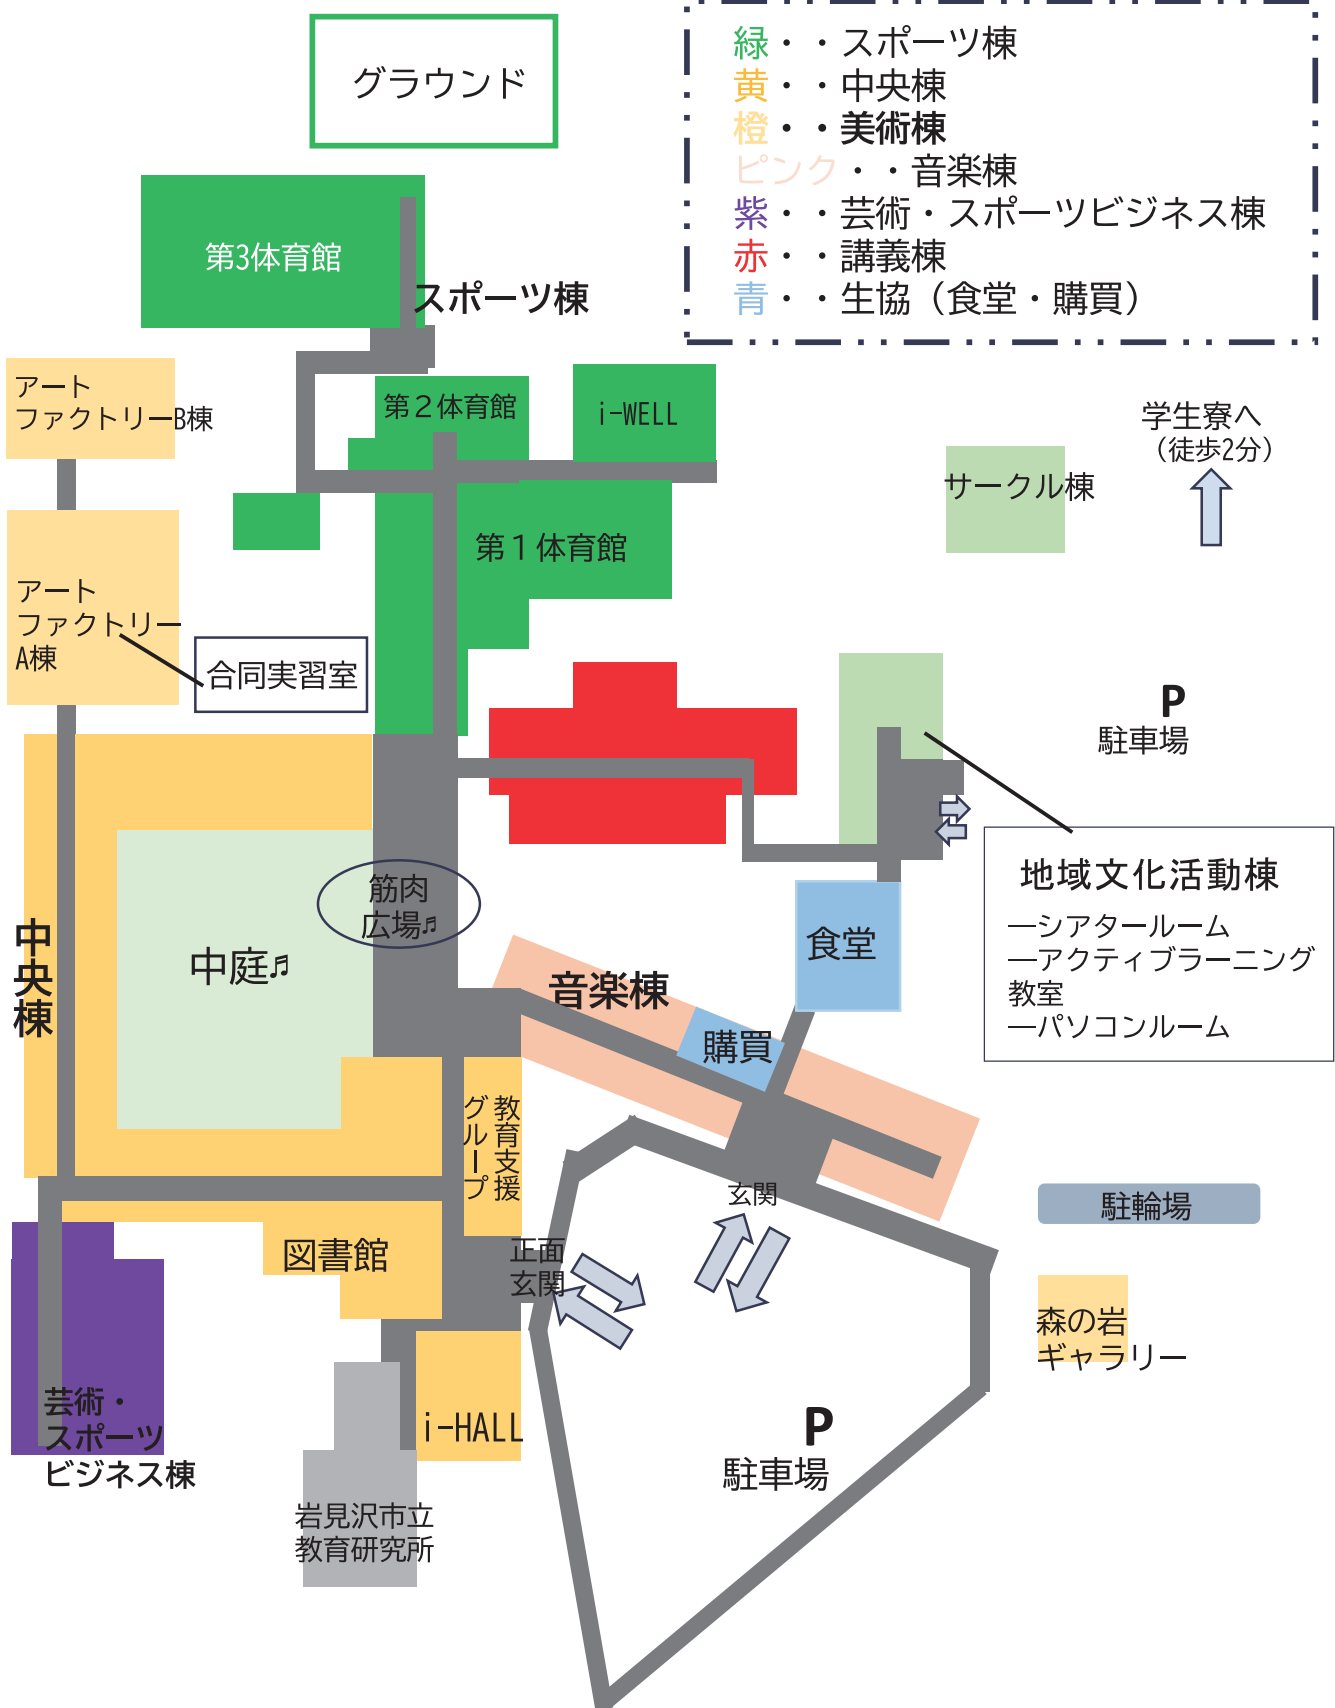 グラウンド
緑・・スポーツ棟
黄・・中央棟
橙・・美術棟
ピンク・・音楽棟
紫・・芸術・スポーツビジネス棟
赤・・講義棟
青・・生協（食堂・購買）
第3体育館
スポーツ棟
アート
ファクトリーB棟
第２体育館
i-WELL
学生寮へ
（徒歩2分）
サークル棟
第１体育館
アート
ファクトリー
A棟
合同実習室
P
駐車場
地域文化活動棟
―シアタールーム
―アクティブラーニング
教室
―パソコンルーム
筋肉
広場♬
中央棟
中庭♬
食堂
音楽棟
購買
教育支援
グループ
玄関
駐輪場
正面
玄関
図書館
森の岩
ギャラリー
芸術・
スポーツ
ビジネス棟
i-HALL
P
駐車場
岩見沢市立
教育研究所